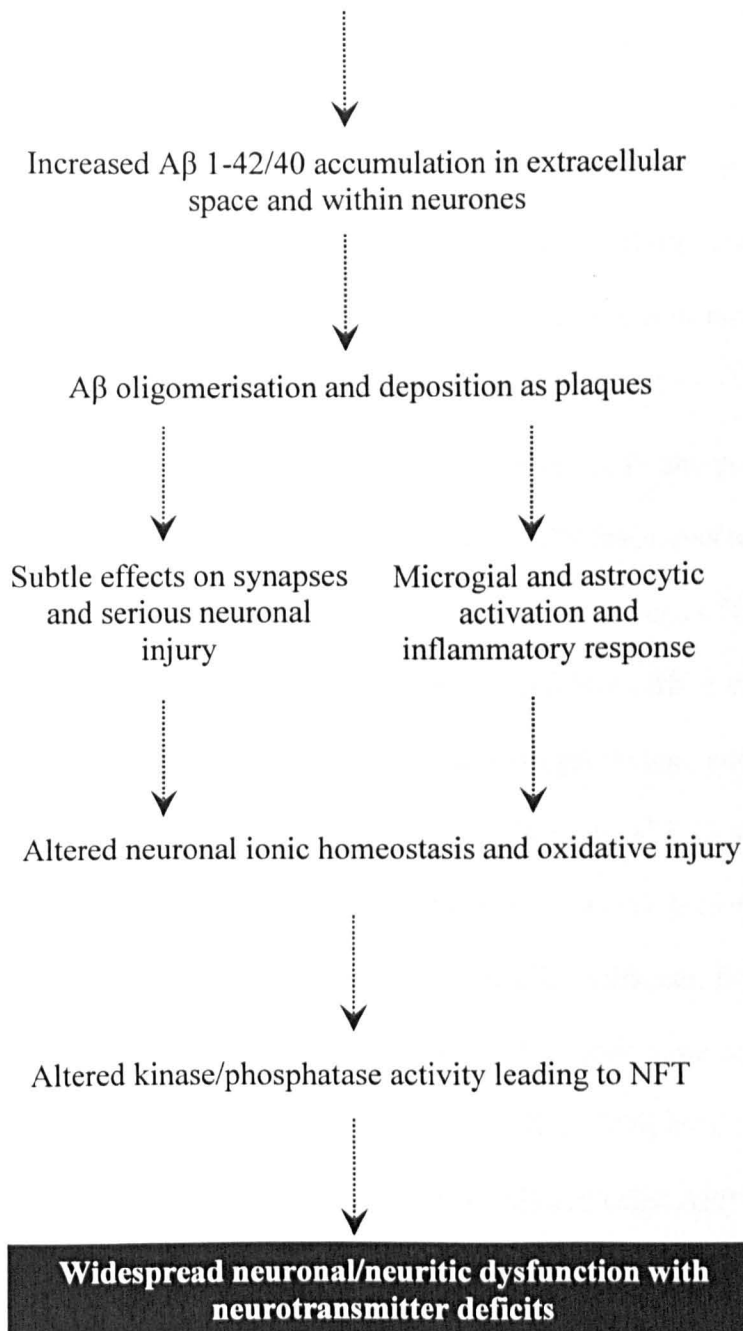 Increased Aβ 1-42/40 accumulation in extracellular
space and within neurones
Aβ oligomerisation and deposition as plaques
Subtle effects on synapses
and serious neuronal
injury
Microgial and astrocytic
activation and
inflammatory response
Altered neuronal ionic homeostasis and oxidative injury
Altered kinase/phosphatase activity leading to NFT
Widespread neuronal/neuritic dysfunction with
neurotransmitter deficits